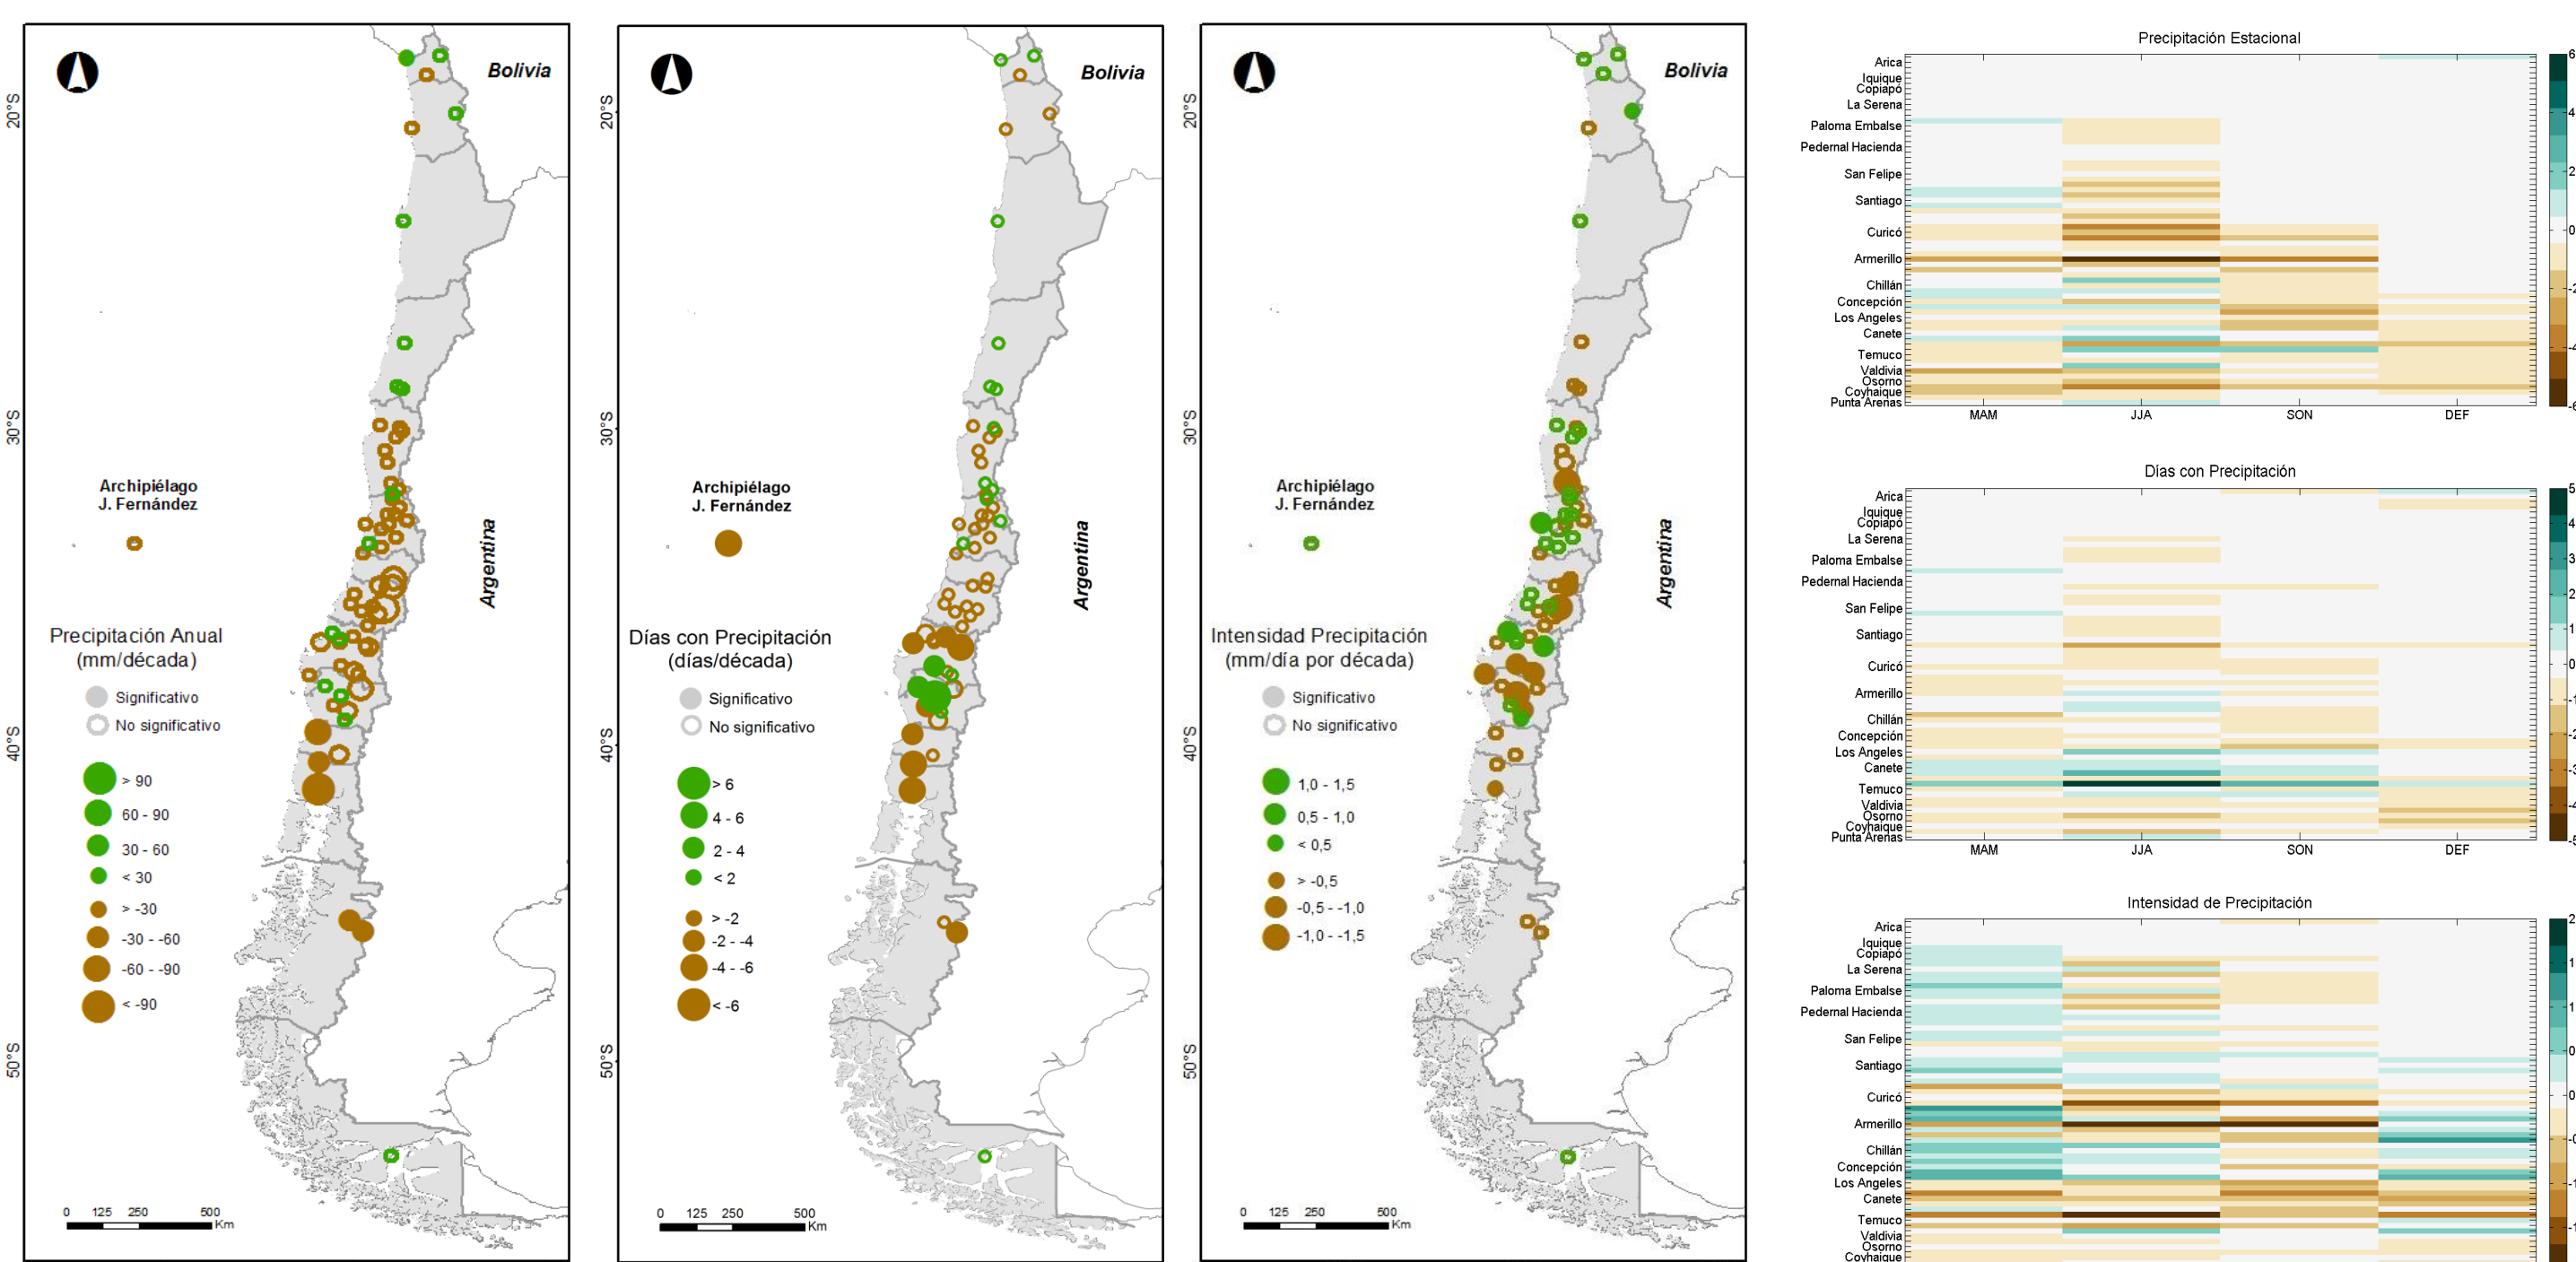 Bolivia
20°S
30°S
Archipiélago
J. Fernández
Argentina
Precipitación Anual
(mm/década)
Significativo
No significativo
40°S
> 90
60 - 90
30 - 60
< 30
> -30
-30 - -60
-60 - -90
< -90
50°S
0 125 250 500
Km
Bolivia
20°S
30°S
Archipiélago
J. Fernández
Argentina
Días con Precipitación
(días/década)
Significativo
No significativo
40°S
> 6
4 - 6
2 - 4
< 2
> -2
-2 - -4
-4 - -6
< -6
50°S
0 125 250 500
Km
Bolivia
20°S
30°S
Archipiélago
J. Fernández
Argentina
Intensidad Precipitación
(mm/día por década)
Significativo
No significativo
40°S
1,0 - 1,5
0,5 - 1,0
< 0,5
> -0,5
-0,5 - -1,0
-1,0 - -1,5
50°S
0 125 250 500
Km
Precipitación Estacional
Arica
Iquique
Copiapó
La Serena
Paloma Embalse
Pedernal Hacienda
San Felipe
Santiago
Curicó
Armerillo
Chillán
Concepción
Los Angeles
Canete
Temuco
Valdivia
Osorno
Coyhaique
Punta Arenas
MAM JJA SON DEF
Días con Precipitación
Arica
Iquique
Copiapó
La Serena
Paloma Embalse
Pedernal Hacienda
San Felipe
Santiago
Curicó
Armerillo
Chillán
Concepción
Los Angeles
Canete
Temuco
Valdivia
Osorno
Coyhaique
Punta Arenas
MAM JJA SON DEF
5
4
3
2
1
0
Intensidad de Precipitación
Arica
Iquique
Copiapó
La Serena
Paloma Embalse
Pedernal Hacienda
San Felipe
Santiago
Curicó
Armerillo
Chillán
Concepción
Los Angeles
Canete
Temuco
Valdivia
Osorno
Coyhaique